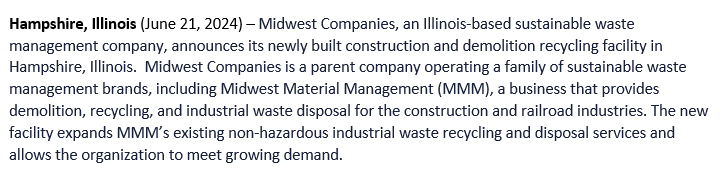 Hampshire, Illinois (June 21, 2024) – Midwest Companies, an Illinois-based sustainable waste
management company, announces its newly built construction and demolition recycling facility in
Hampshire, Illinois.  Midwest Companies is a parent company operating a family of sustainable waste
management brands, including Midwest Material Management (MMM), a business that provides
demolition, recycling, and industrial waste disposal for the construction and railroad industries. The new
facility expands MMM’s existing non-hazardous industrial waste recycling and disposal services and
allows the organization to meet growing demand.